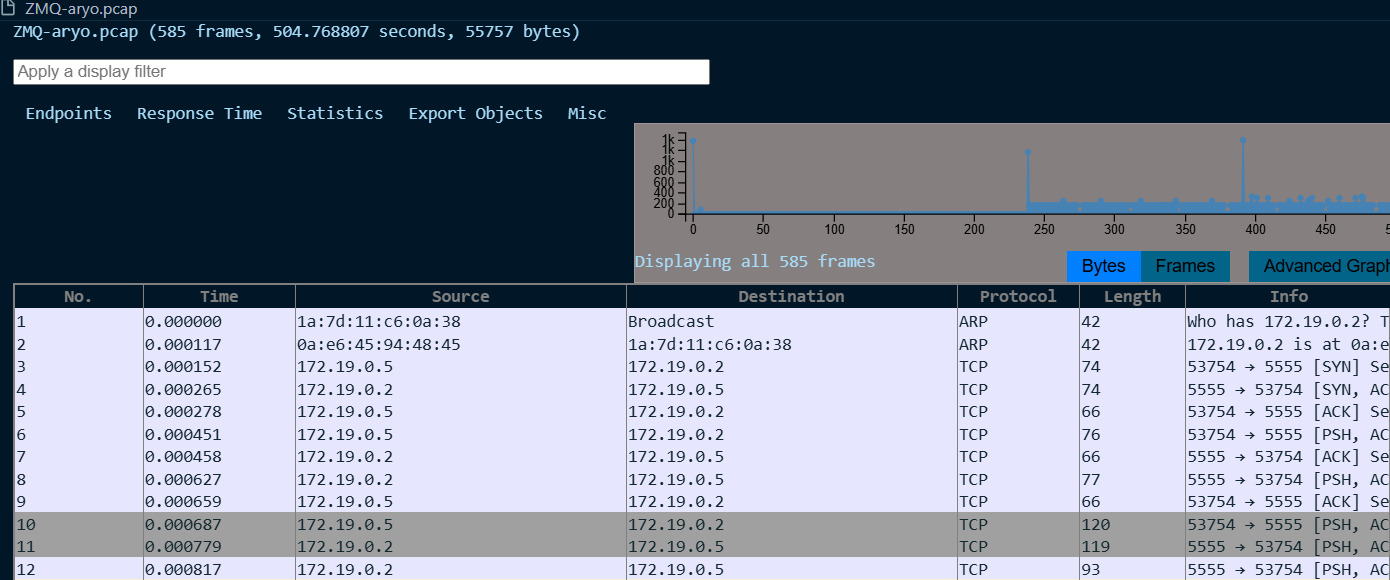 ZMQ-aryo.pcap
ZMQ-aryo.pcap (585 frames, 504.768807 seconds, 55757 bytes)
Apply a display filter
Endpoints Response Time Statistics Export Objects Misc
1k
1k
1k
800
600
400
200
0
0 50 100 150 200 250 300 350 400 450 5
Displaying all 585 frames
Bytes Frames Advanced Graph
No. Time Source Destination Protocol Length Info
1 0.000000 1a:7d:11:c6:0a:38 Broadcast ARP 42 Who has 172.19.0.2? T
2 0.000117 0a:e6:45:94:48:45 1a:7d:11:c6:0a:38 ARP 42 172.19.0.2 is at 0a:e
3 0.000152 172.19.0.5 172.19.0.2 TCP 74 53754 → 5555 [SYN] Se
4 0.000265 172.19.0.2 172.19.0.5 TCP 74 5555 → 53754 [SYN, AC
5 0.000278 172.19.0.5 172.19.0.2 TCP 66 53754 → 5555 [ACK] Se
6 0.000451 172.19.0.5 172.19.0.2 TCP 76 53754 → 5555 [PSH, AC
7 0.000458 172.19.0.2 172.19.0.5 TCP 66 5555 → 53754 [ACK] Se
8 0.000627 172.19.0.2 172.19.0.5 TCP 77 5555 → 53754 [PSH, AC
9 0.000659 172.19.0.5 172.19.0.2 TCP 66 53754 → 5555 [ACK] Se
10 0.000687 172.19.0.5 172.19.0.2 TCP 120 53754 → 5555 [PSH, AC
11 0.000779 172.19.0.2 172.19.0.5 TCP 119 5555 → 53754 [PSH, AC
12 0.000817 172.19.0.2 172.19.0.5 TCP 93 5555 → 53754 [PSH, AC